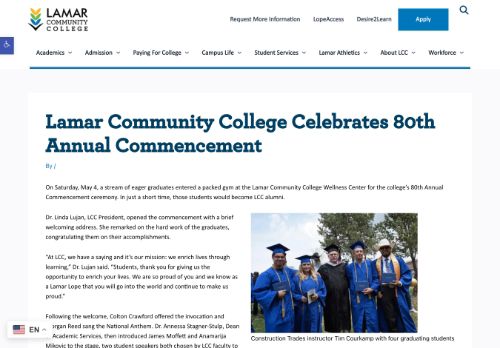 LAMAR
COMMUNITY
COLLEGE
Request More Information
LopeAccess
Desire2Learn
Apply
Academics
Admission
Paying For College
Campus Life
Student Services
Lamar Athletics
About LCC
Workforce
Lamar Community College Celebrates 80th
Annual Commencement
By /
On Saturday, May 4, a stream of eager graduates entered a packed gym at the Lamar Community College Wellness Center for the college's 80th Annual
Commencement ceremony. In just a short time, those students would become LCC alumni.
Dr. Linda Lujan, LCC President, opened the commencement with a brief
welcoming address. She remarked on the hard work of the graduates,
congratulating them on their accomplishments.
"At LCC, we have a saying and it's our mission: we enrich lives through
learning," Dr. Lujan said. "Students, thank you for giving us the
opportunity to enrich your lives. We are so proud of you and we know as
a Lamar Lope that you will go into the world and continue to make us
proud."
Construction Trades instructor Tim Courkamp with four graduating students
Following the welcome, Colton Crawford offered the invocation and
organ Reed sang the National Anthem. Dr. Annessa Stagner-Stulp, Dean
Academic Services, then introduced James Moffett and Anamarija
Milovic to the stage, two student speakers both chosen by LCC faculty to
EN